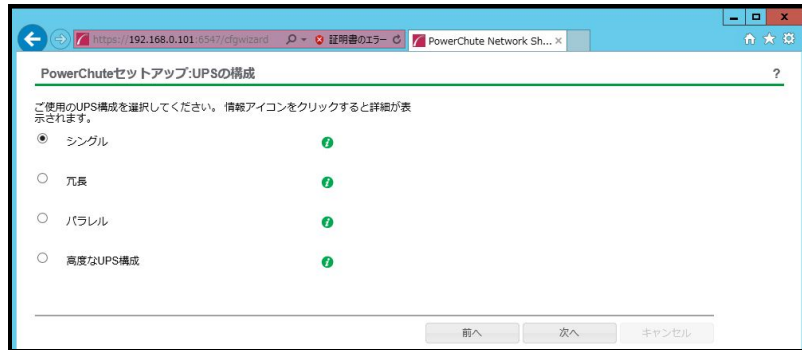 https://192.168.0.101:6547/cfgwizard 証明書のエラー PowerChute Network Sh...
PowerChuteセットアップ:UPSの構成 ?
ご使用のUPS構成を選択してください。 情報アイコンをクリックすると詳細が表
示されます。
シングル
冗長
パラレル
高度なUPS構成
前へ 次へ キャンセル